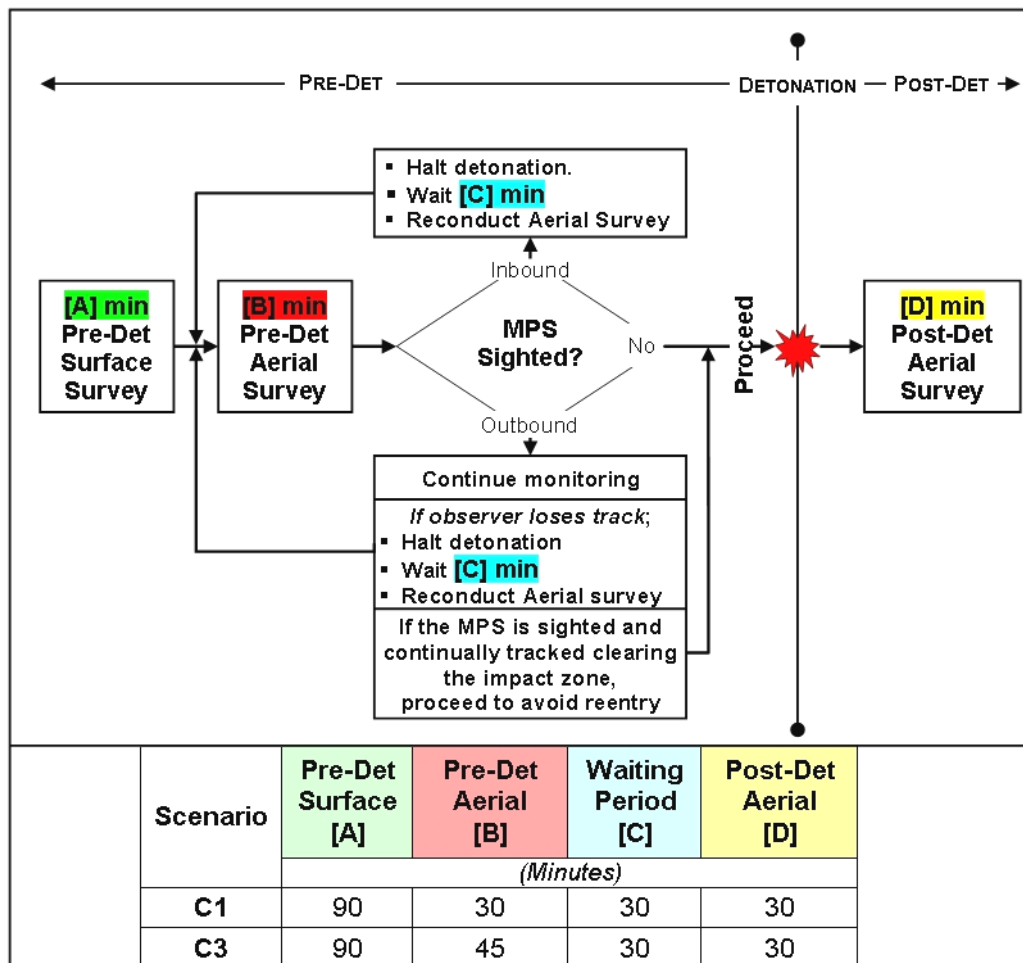 PRE-DET
DETONATION
POST-DET
▪ Halt detonation.
▪ Wait [C] min
▪ Reconduct Aerial Survey
Inbound
[A] min
Pre-Det
Surface
Survey
[B] min
Pre-Det
Aerial
Survey
MPS
Sighted?
No
Proceed
[D] min
Post-Det
Aerial
Survey
Outbound
Continue monitoring
If observer loses track;
▪ Halt detonation
▪ Wait [C] min
▪ Reconduct Aerial survey
If the MPS is sighted and
continually tracked clearing
the impact zone,
proceed to avoid reentry
Scenario
Pre-Det
Surface
[A]
Pre-Det
Aerial
[B]
Waiting
Period
[C]
Post-Det
Aerial
[D]
(Minutes)
C1 90 30 30 30
C3 90 45 30 30